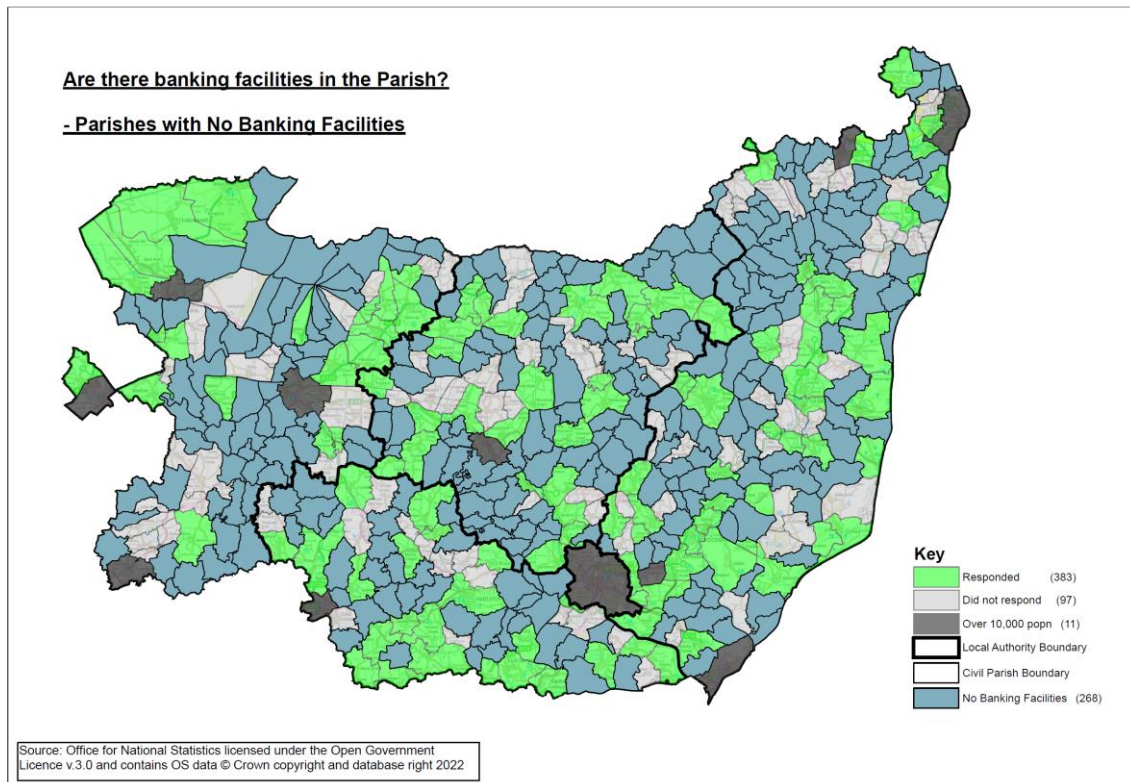 Are there banking facilities in the Parish?
- Parishes with No Banking Facilities
Key
Responded (383)
Did not respond (97)
Over 10,000 popn (11)
Local Authority Boundary
Civil Parish Boundary
No Banking Facilities (268)
Source: Office for National Statistics licensed under the Open Government
Licence v.3.0 and contains OS data © Crown copyright and database right 2022